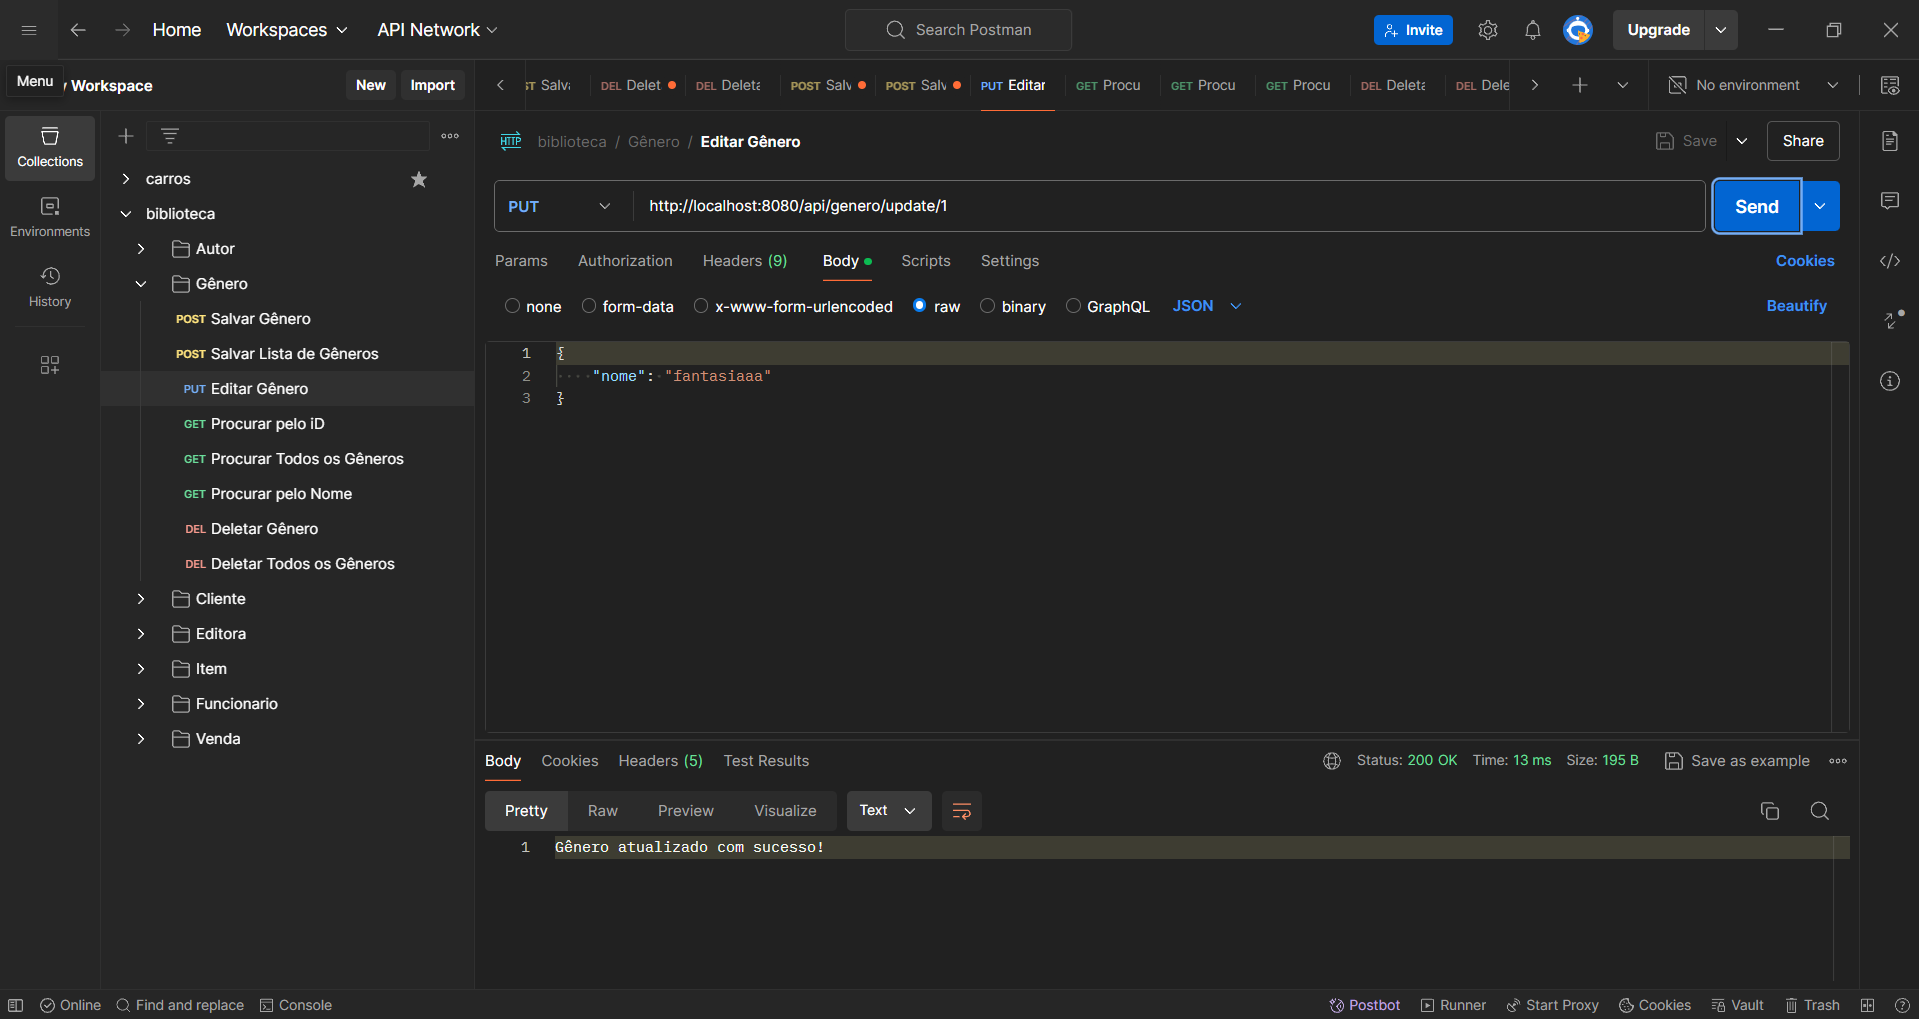 Home Workspaces API Network Search Postman Invite Upgrade
Menu
Workspace New Import
Salv
DEL Delet
DEL Delet
POST Salv
POST Salv
PUT Editar
GET Procu
GET Procu
GET Procu
DEL Delet
DEL Dele
No environment
Collections
Environments
History
carros
biblioteca
Autor
Gênero
POST Salvar Gênero
POST Salvar Lista de Gêneros
PUT Editar Gênero
GET Procurar pelo iD
GET Procurar Todos os Gêneros
GET Procurar pelo Nome
DEL Deletar Gênero
DEL Deletar Todos os Gêneros
Cliente
Editora
Item
Funcionario
Venda
HTTP biblioteca / Gênero / Editar Gênero Save Share
PUT http://localhost:8080/api/genero/update/1 Send
Params Authorization Headers (9) Body Scripts Settings Cookies
none form-data x-www-form-urlencoded raw binary GraphQL JSON Beautify
1 {
2 "nome": "fantasiaaa"
3 }
Body Cookies Headers (5) Test Results Status: 200 OK Time: 13 ms Size: 195 B Save as example
Pretty Raw Preview Visualize Text
1 Gênero atualizado com sucesso!
Online Find and replace Console Postbot Runner Start Proxy Cookies Vault Trash